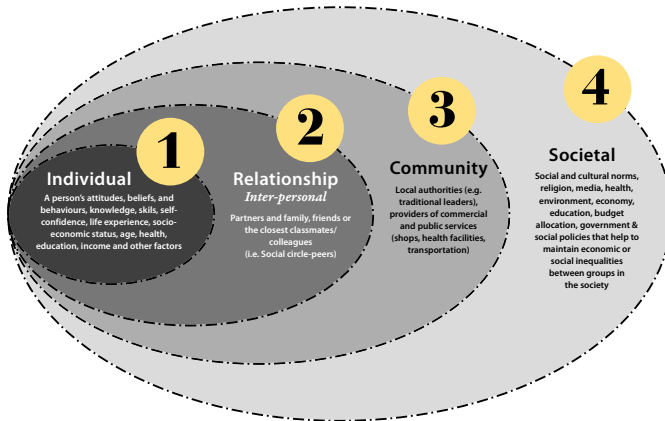 1
Individual
A person's attitudes, beliefs, and
behaviours, knowledge, skils, self-
confidence, life experience, socio-
economic status, age, health,
education, income and other factors
2
Relationship
Inter-personal
Partners and family, friends or
the closest classmates/
colleagues
(i.e. Social circle-peers)
3
Community
Local authorities (e.g.
traditional leaders),
providers of commercial
and public services
(shops, health facilities,
transportation)
4
Societal
Social and cultural norms,
religion, media, health,
environment, economy,
education, budget
allocation, government &
social policies that help to
maintain economic or
social inequalities
between groups in
the society